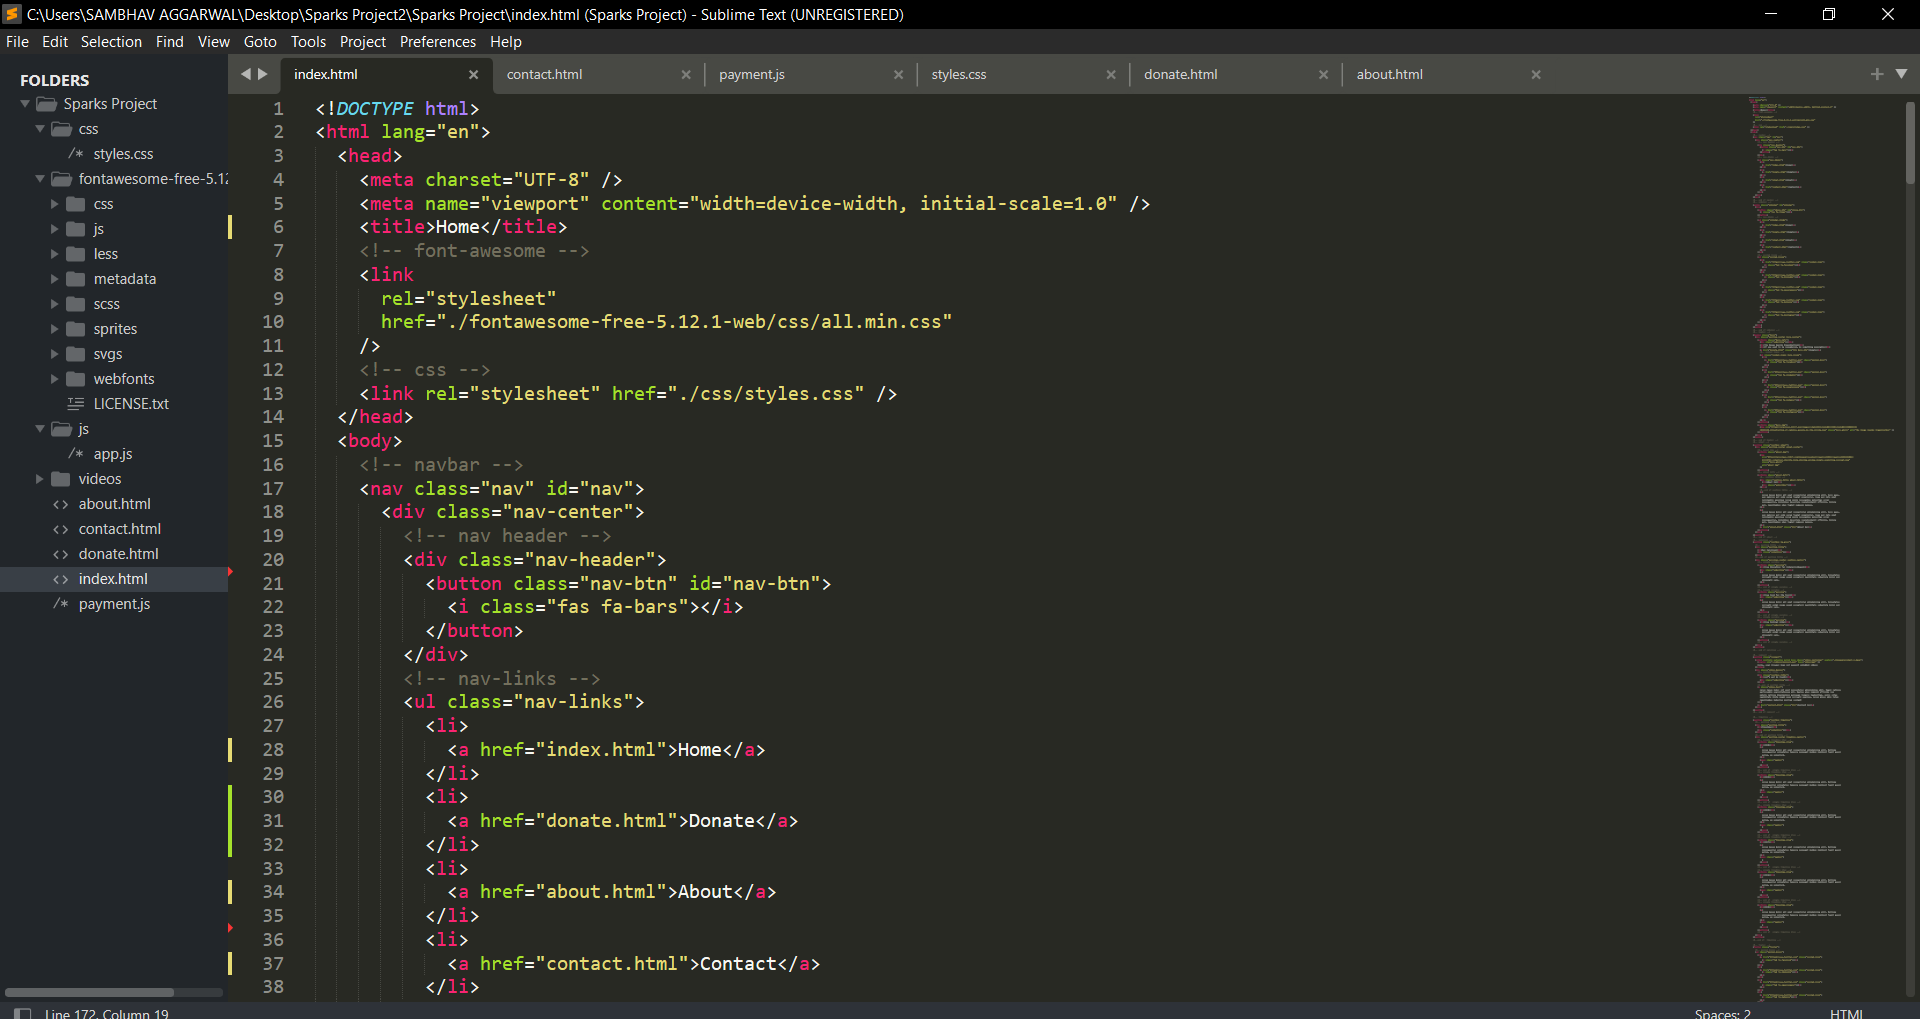 C:\Users\SAMBHAV AGGARWAL\Desktop\Sparks Project2\Sparks Project\index.html (Sparks Project) - Sublime Text (UNREGISTERED)
File Edit Selection Find View Goto Tools Project Preferences Help
index.html contact.html payment.js styles.css donate.html about.html
FOLDERS
Sparks Project
css
/* styles.css
fontawesome-free-5.12
css
js
less
metadata
scss
sprites
svgs
webfonts
LICENSE.txt
js
/* app.js
videos
<> about.html
<> contact.html
<> donate.html
<> index.html
/* payment.js
1 <!DOCTYPE html>
2 <html lang="en">
3 <head>
4 <meta charset="UTF-8" />
5 <meta name="viewport" content="width=device-width, initial-scale=1.0" />
6 <title>Home</title>
7 <!-- font-awesome -->
8 <link
9 rel="stylesheet"
10 href="./fontawesome-free-5.12.1-web/css/all.min.css"
11 />
12 <!-- css -->
13 <link rel="stylesheet" href="./css/styles.css" />
14 </head>
15 <body>
16 <!-- navbar -->
17 <nav class="nav" id="nav">
18 <div class="nav-center">
19 <!-- nav header -->
20 <div class="nav-header">
21 <button class="nav-btn" id="nav-btn">
22 <i class="fas fa-bars"></i>
23 </button>
24 </div>
25 <!-- nav-links -->
26 <ul class="nav-links">
27 <li>
28 <a href="index.html">Home</a>
29 </li>
30 <li>
31 <a href="donate.html">Donate</a>
32 </li>
33 <li>
34 <a href="about.html">About</a>
35 </li>
36 <li>
37 <a href="contact.html">Contact</a>
38 </li>
Line 172, Column 19 Spaces: 2 HTML